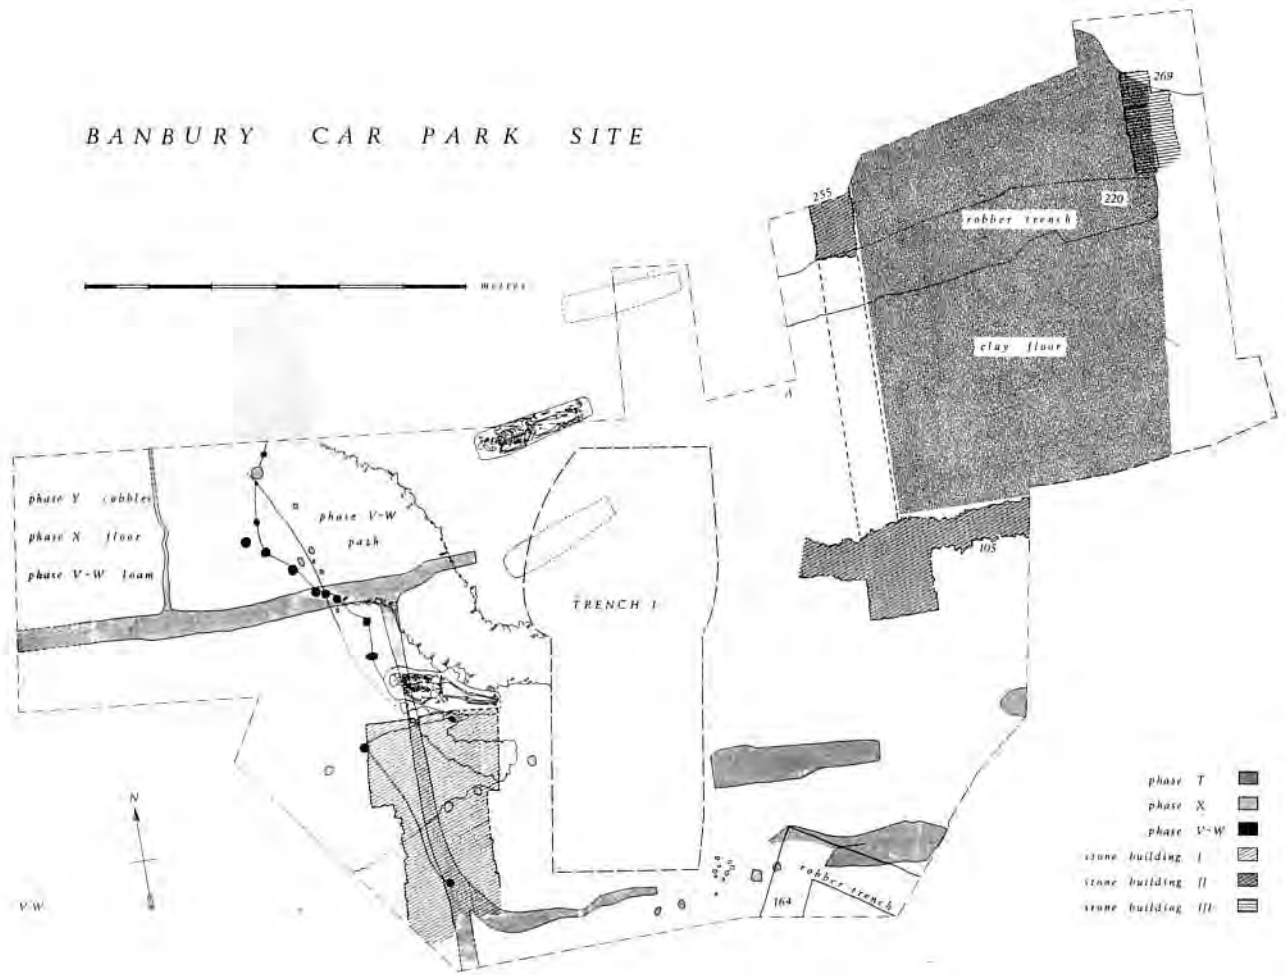 BANBURY CAR PARK SITE
metres
269
255
220
robber trench
clay floor
phase Y cobbles
phase X floor
phase V-W loam
phase V-W
path
105
TRENCH I
N
V-W
164
robber trench
phase T
phase X
phase V-W
stone building I
stone building II
stone building III